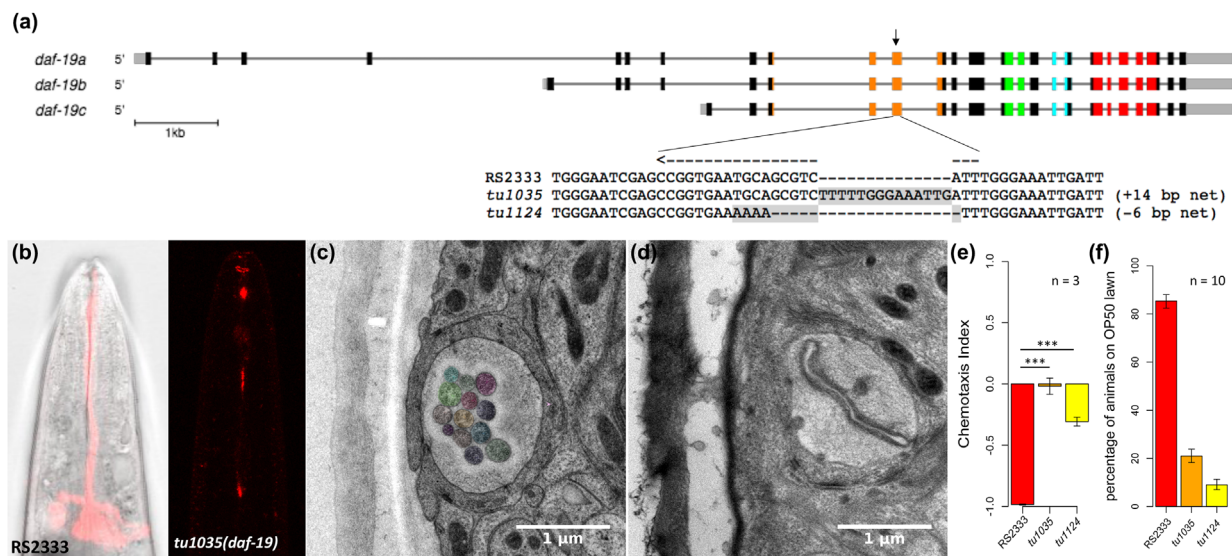 (a)
daf-19a 5'
daf-19b 5'
daf-19c 5'
1kb
<---------------- ---
RS2333 TGGGAATCGAGCCGGTGAATGCAGCGTC--------------ATTTGGGAAATTGATT
tu1035 TGGGAATCGAGCCGGTGAATGCAGCGTCTTTTTGGGAAATTGATTTGGGAAATTGATT (+14 bp net)
tu1124 TGGGAATCGAGCCGGTGAAAAAA--------------------TTTGGGAAATTGATT (-6 bp net)
(b)
RS2333
tu1035(daf-19)
(c)
1 µm
(d)
1 µm
(e)
n = 3
Chemotaxis Index
1.0
0.5
0.0
-0.5
-1.0
***
***
RS2333
tu1035
tu1124
(f)
n = 10
percentage of animals on OP50 lawn
100
80
60
40
20
0
RS2333
tu1035
tu1124